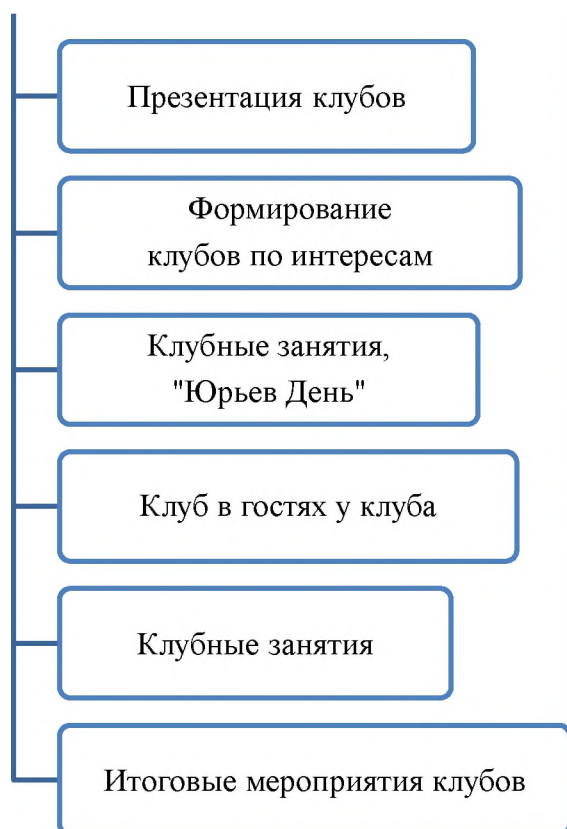 Презентация клубов
Формирование
клубов по интересам
Клубные занятия,
"Юрьев День"
Клуб в гостях у клуба
Клубные занятия
Итоговые мероприятия клубов